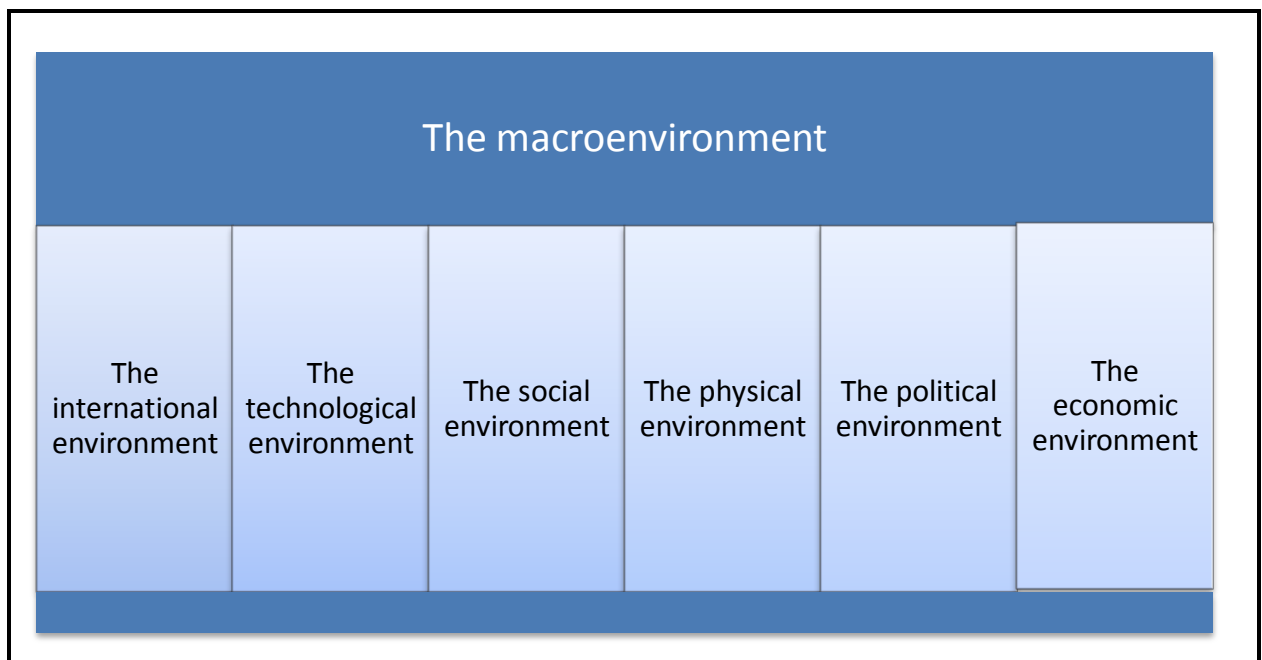 The macroenvironment
The
international
environment
The
technological
environment
The social
environment
The physical
environment
The political
environment
The
economic
environment